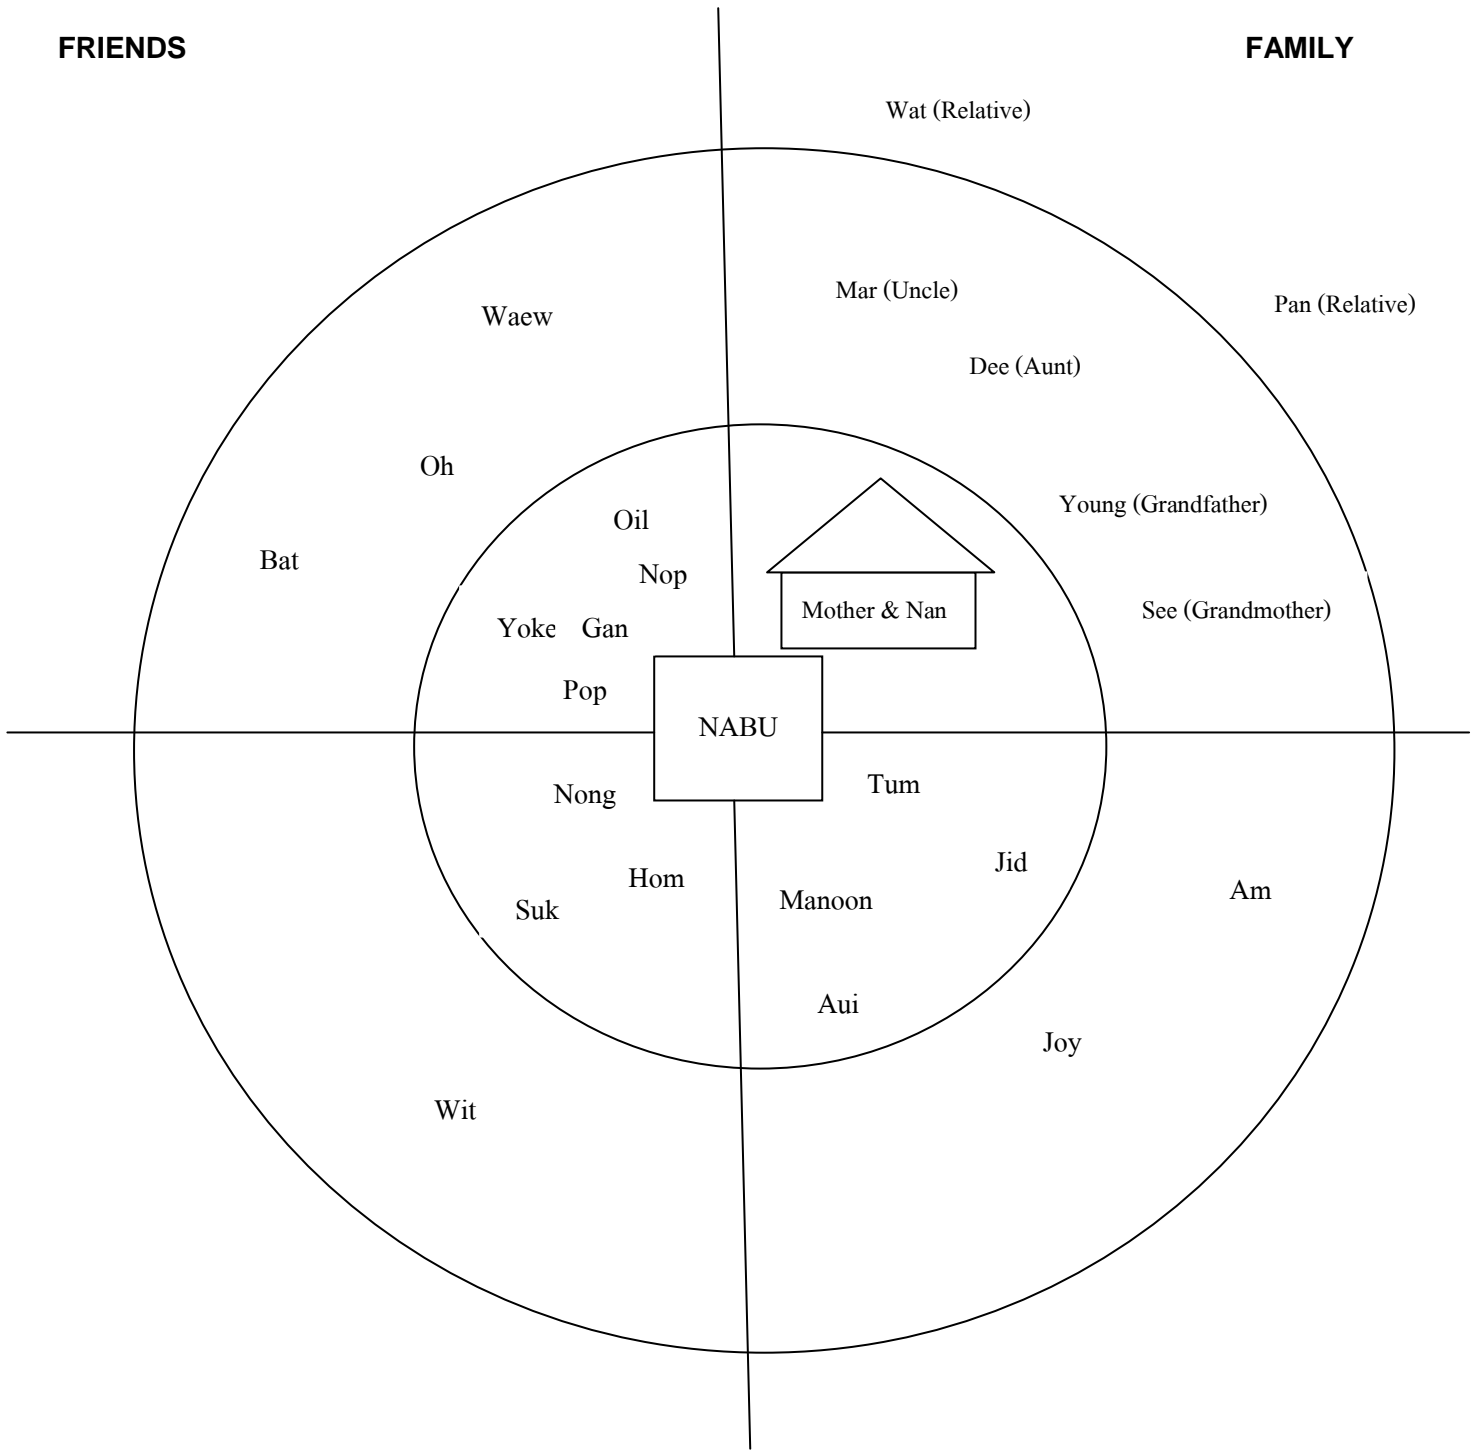 FRIENDS
FAMILY
Wat (Relative)
Mar (Uncle)
Pan (Relative)
Waew
Dee (Aunt)
Oh
Young (Grandfather)
Oil
Bat
Nop
Mother & Nan
See (Grandmother)
Yoke
Gan
Pop
NABU
Tum
Nong
Jid
Hom
Am
Manoon
Suk
Aui
Joy
Wit